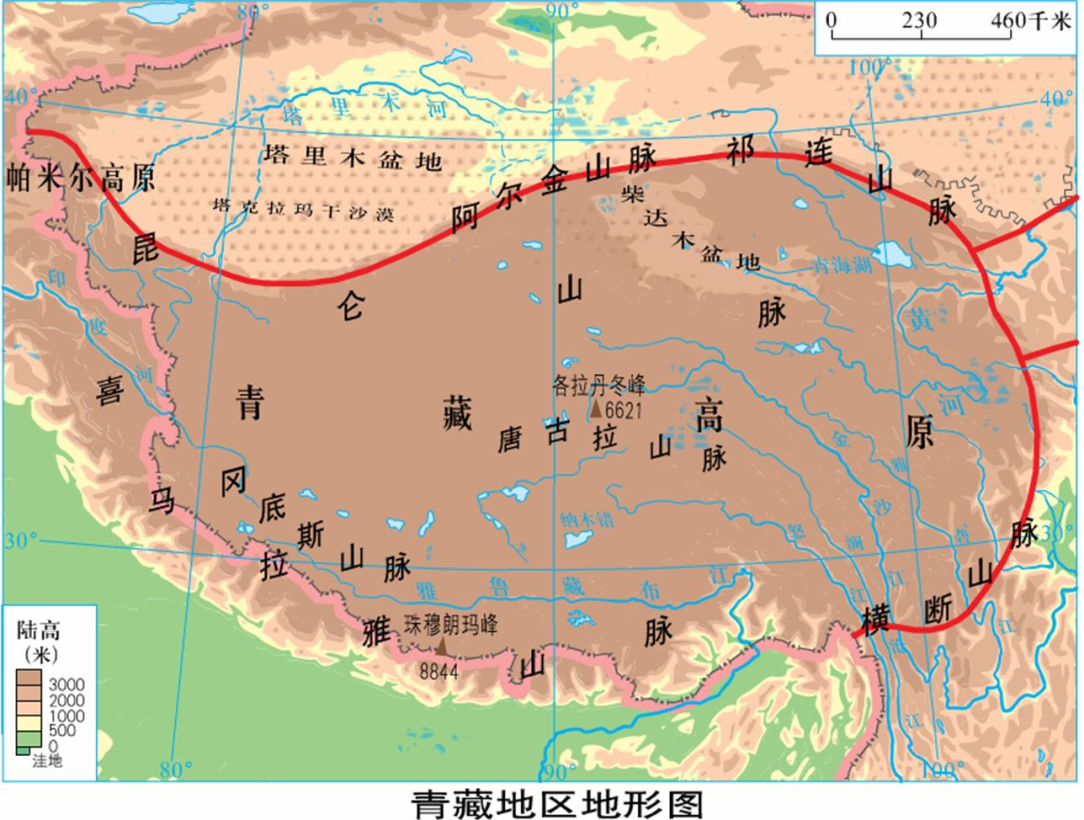 80°
90°
0 230 460千米
100°
40°
40°
塔里木河
塔里木盆地
塔克拉玛干沙漠
帕米尔高原
阿尔金山脉
祁连山脉
柴达木盆地
青海湖
昆仑山脉
印度河
黄河
青藏高原
各拉丹冬峰
6621
唐古拉山脉
金沙江
雅砻江
冈底斯山脉
纳木错
怒江
澜沧江
30°
30°
雅鲁藏布江
喜马拉雅山脉
珠穆朗玛峰
8844
横断山脉
陆高
(米)
3000
2000
1000
500
0
洼地
80°
90°
100°
青藏地区地形图